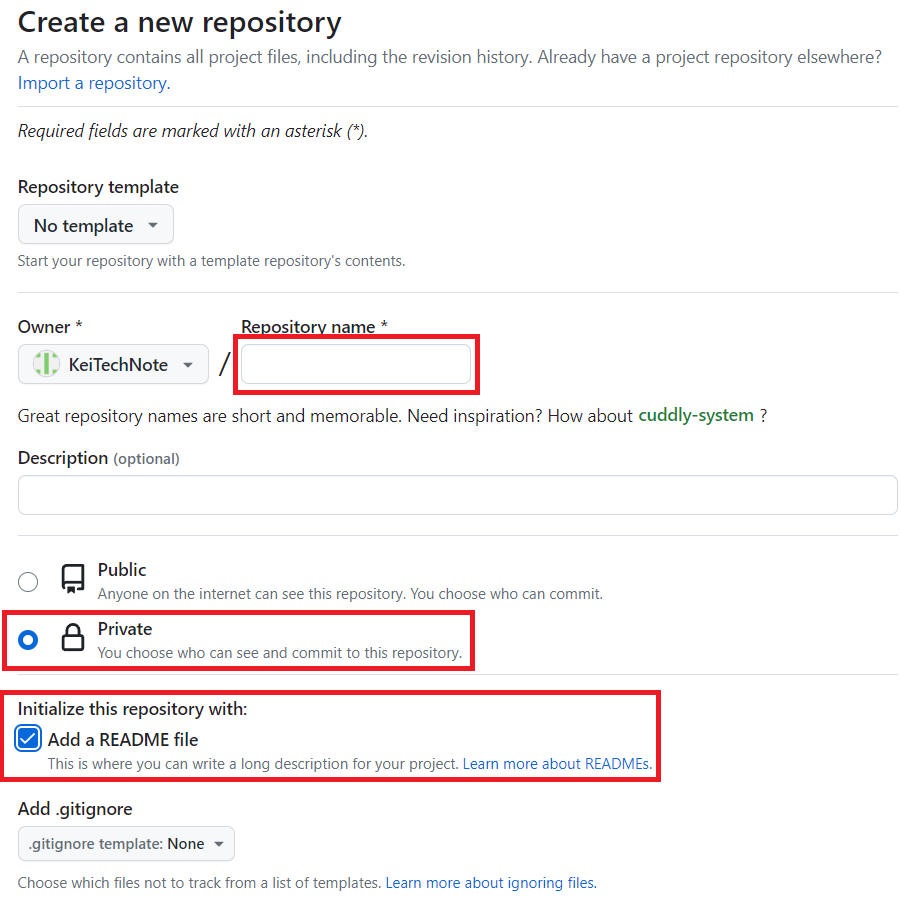 Create a new repository
A repository contains all project files, including the revision history. Already have a project repository elsewhere?
Import a repository.
Required fields are marked with an asterisk (*).
Repository template
No template
Start your repository with a template repository's contents.
Owner *
Repository name *
KeiTechNote
/
Great repository names are short and memorable. Need inspiration? How about cuddly-system ?
Description (optional)
Public
Anyone on the internet can see this repository. You choose who can commit.
Private
You choose who can see and commit to this repository.
Initialize this repository with:
Add a README file
This is where you can write a long description for your project. Learn more about READMEs.
Add .gitignore
.gitignore template: None
Choose which files not to track from a list of templates. Learn more about ignoring files.